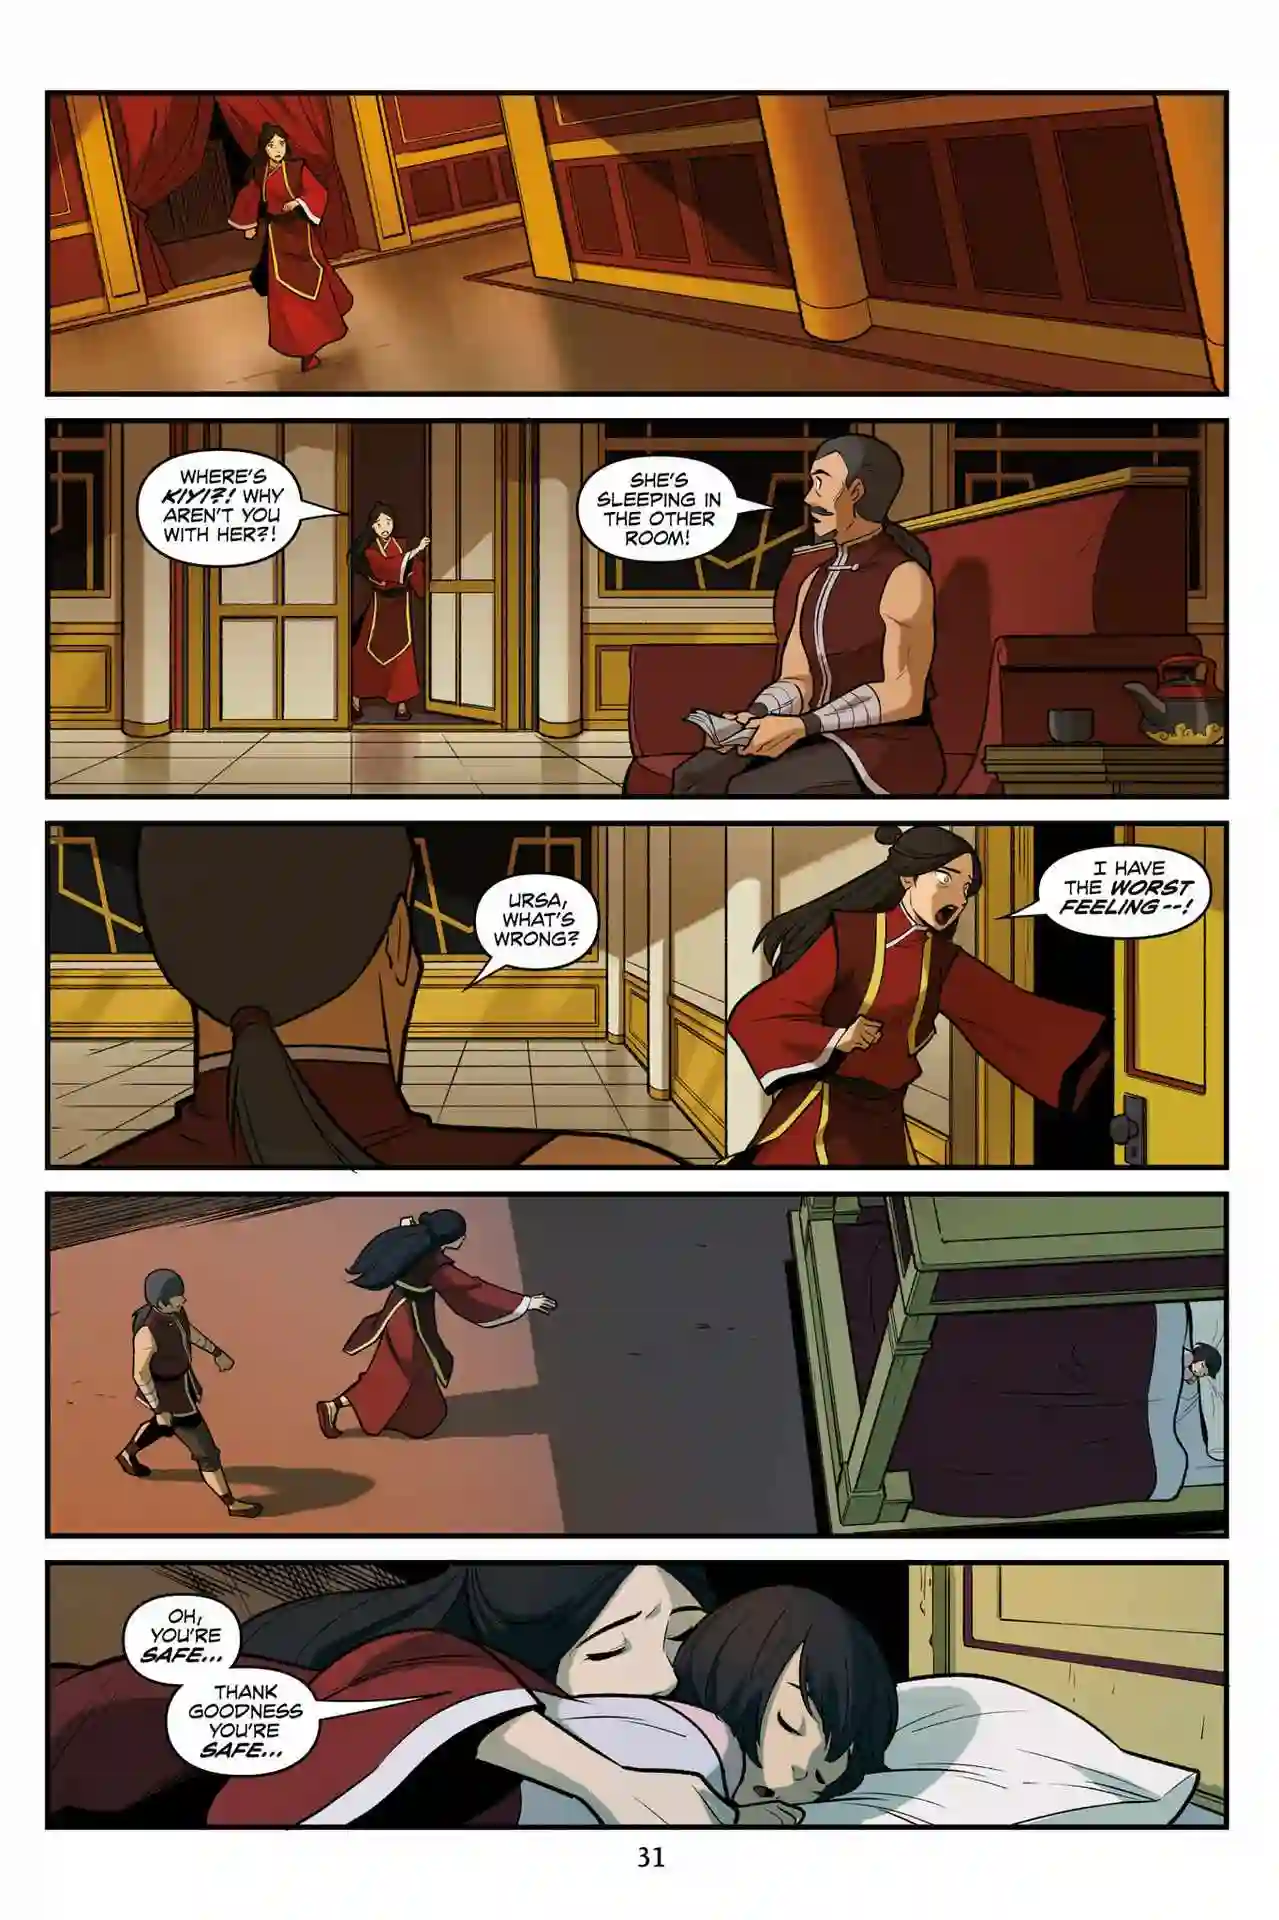 WHERE'S
KIYI?! WHY
AREN'T YOU
WITH HER?!
SHE'S
SLEEPING IN
THE OTHER
ROOM!
URSA,
WHAT'S
WRONG?
I HAVE
THE WORST
FEELING--!
OH,
YOU'RE
SAFE...
THANK
GOODNESS
YOU'RE
SAFE...
31